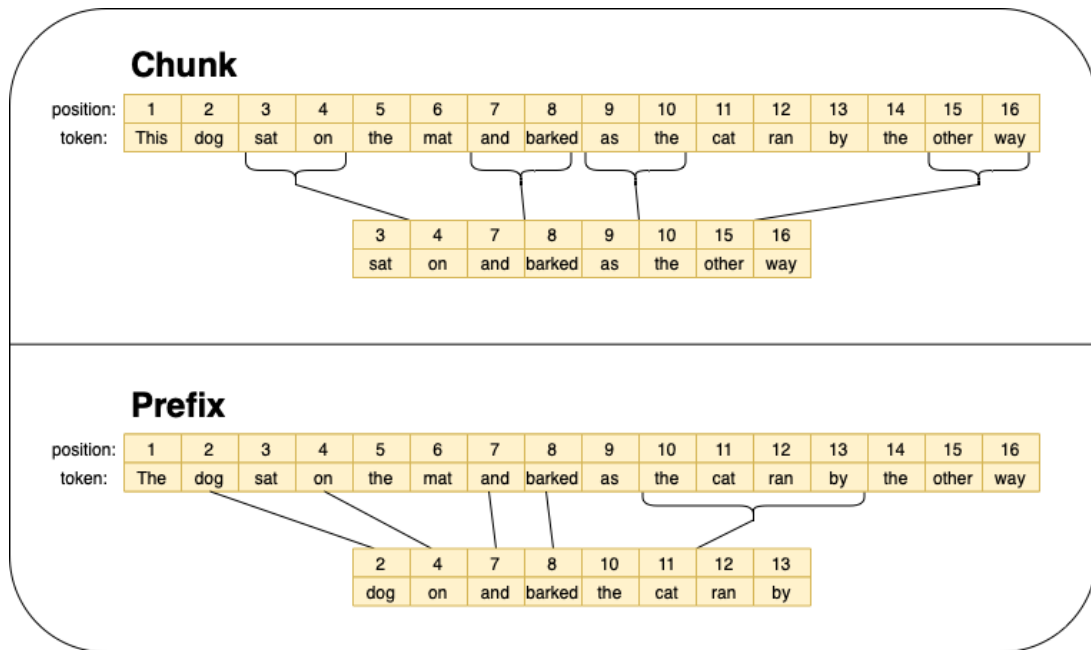 Chunk
position: 1 2 3 4 5 6 7 8 9 10 11 12 13 14 15 16
token: This dog sat on the mat and barked as the cat ran by the other way
3 4 7 8 9 10 15 16
sat on and barked as the other way
Prefix
position: 1 2 3 4 5 6 7 8 9 10 11 12 13 14 15 16
token: The dog sat on the mat and barked as the cat ran by the other way
2 4 7 8 10 11 12 13
dog on and barked the cat ran by